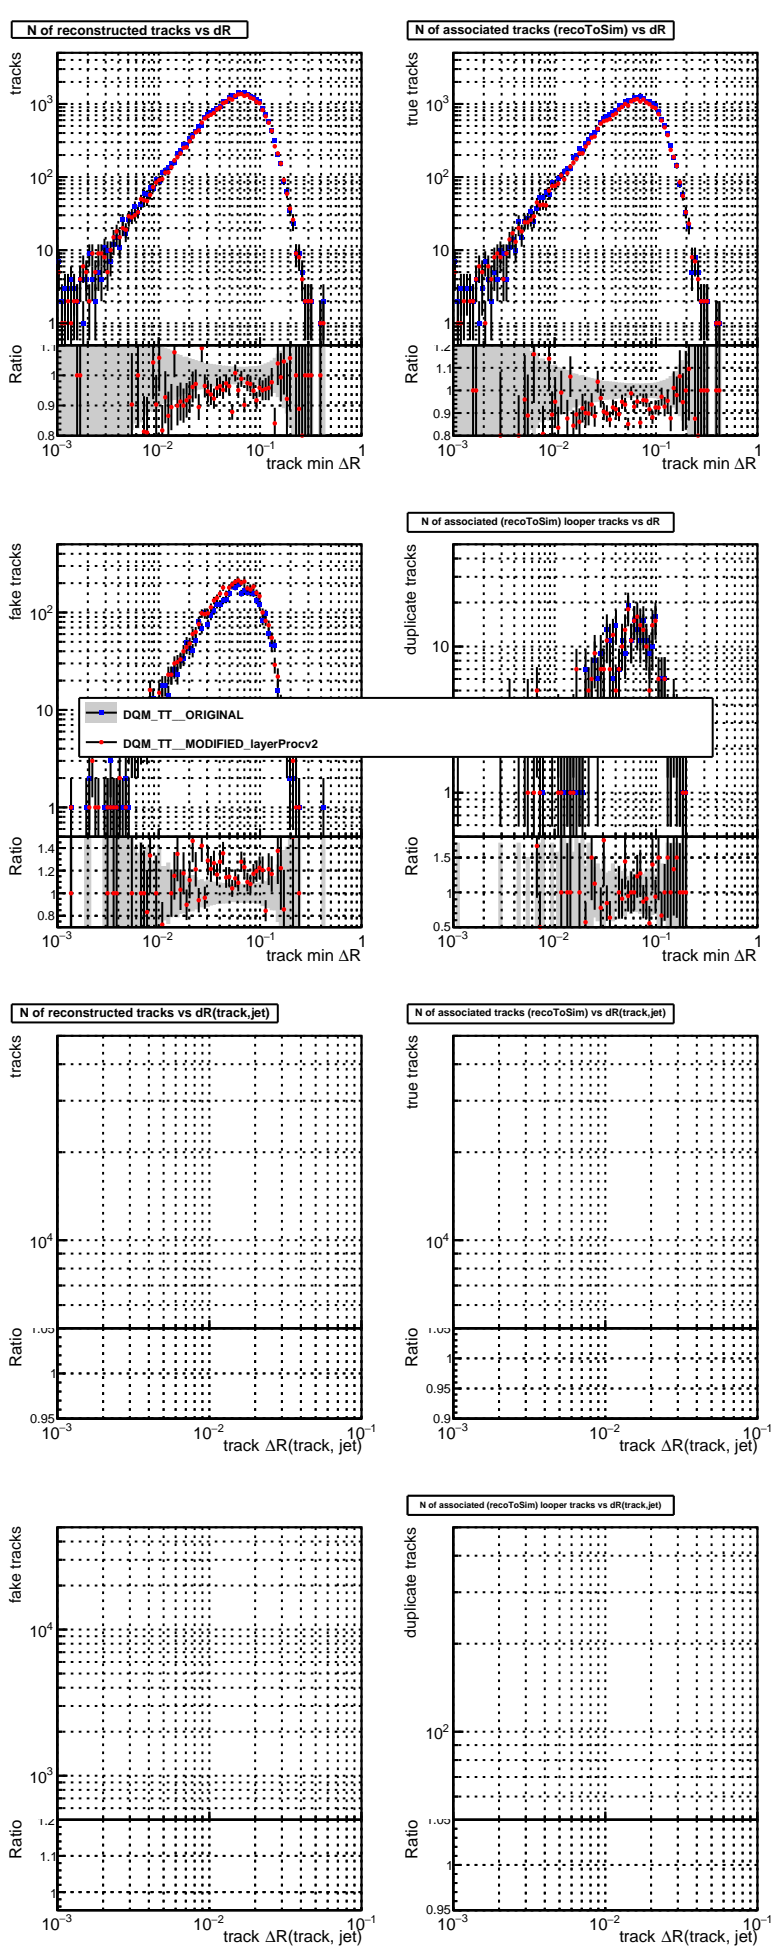 N of reconstructed tracks vs dR
tracks
10³
10²
10
1
Ratio
1.1
1
0.9
0.8
10⁻³
10⁻²
10⁻¹
1
track min ΔR
N of associated tracks (recoToSim) vs dR
true tracks
10³
10²
10
1
Ratio
1.2
1.1
1
0.9
0.8
10⁻³
10⁻²
10⁻¹
1
track min ΔR
fake tracks
10²
10
1
Ratio
1.4
1.2
1
0.8
10⁻³
10⁻²
10⁻¹
1
track min ΔR
N of associated (recoToSim) looper tracks vs dR
duplicate tracks
10
1
Ratio
1.5
1
0.5
10⁻³
10⁻²
10⁻¹
1
track min ΔR
DQM_TT__ORIGINAL
DQM_TT__MODIFIED_layerProcv2
N of reconstructed tracks vs dR(track,jet)
tracks
10⁴
Ratio
1.05
1
0.95
10⁻³
10⁻²
10⁻¹
track ΔR(track, jet)
N of associated tracks (recoToSim) vs dR(track,jet)
true tracks
10⁴
Ratio
1.05
1
0.95
0.9
10⁻³
10⁻²
10⁻¹
track ΔR(track, jet)
fake tracks
10⁴
10³
Ratio
1.2
1.1
1
10⁻³
10⁻²
10⁻¹
track ΔR(track, jet)
N of associated (recoToSim) looper tracks vs dR(track,jet)
duplicate tracks
10²
Ratio
1.05
1
0.95
10⁻³
10⁻²
10⁻¹
track ΔR(track, jet)